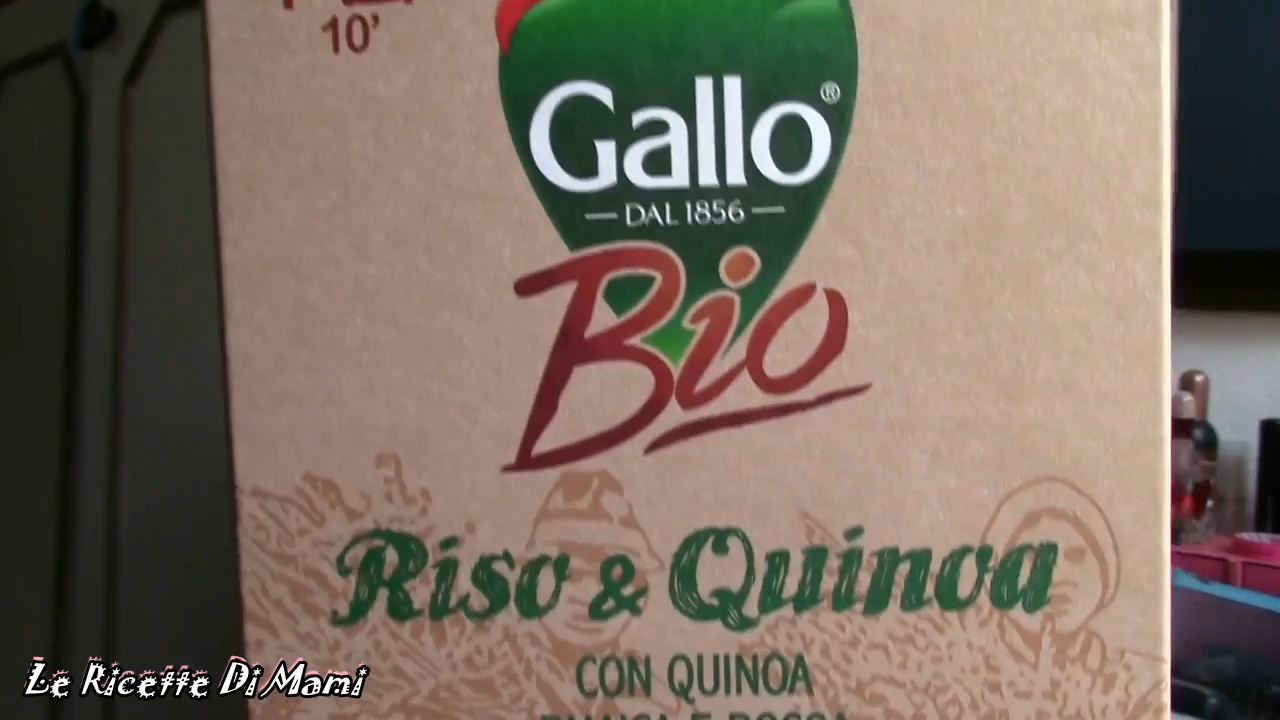 10'
Gallo®
DAL 1856
Bio
Riso & Quinoa
CON QUINOA
Le Ricette Di Mami